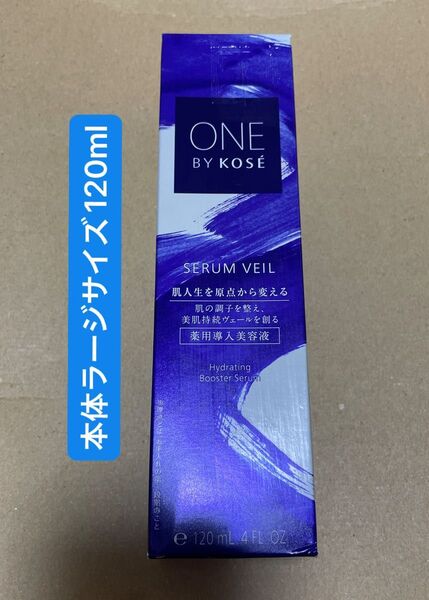 本体ラージサイズ120ml
ONE
BY KOSÉ
SERUM VEIL
肌人生を原点から変える
肌の調子を整え、
美肌持続ヴェールを創る
薬用導入美容液
Hydrating
Booster Serum
℮ 120 mL 4 FL. OZ.